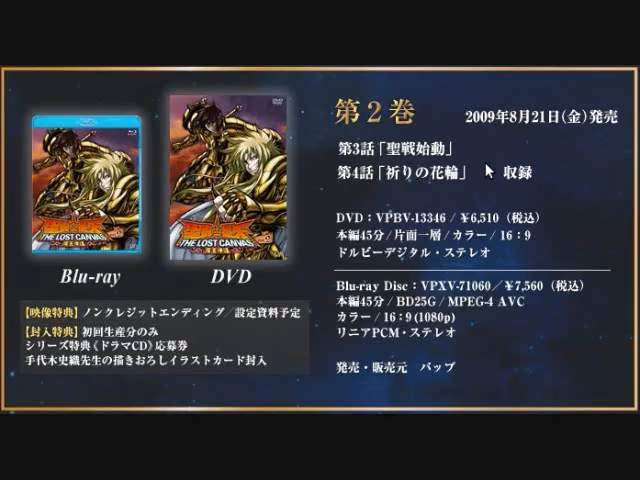 第2巻
2009年8月21日(金)発売
第3話「聖戦始動」
第4話「祈りの花輪」 収録
DVD：VPBV-13346 / ￥6,510（税込）
本編45分 / 片面一層 / カラー / 16：9
ドルビーデジタル・ステレオ
Blu-ray Disc：VPXV-71060／￥7,560（税込）
本編45分 / BD25G / MPEG-4 AVC
カラー / 16：9(1080p)
リニアPCM・ステレオ
発売・販売元 バップ
THE LOST CANVAS
冥王神話
THE LOST CANVAS
冥王神話
Blu-ray
DVD
【映像特典】ノンクレジットエンディング／設定資料予定
【封入特典】初回生産分のみ
シリーズ特典《ドラマCD》応募券
手代木史織先生の描きおろしイラストカード封入